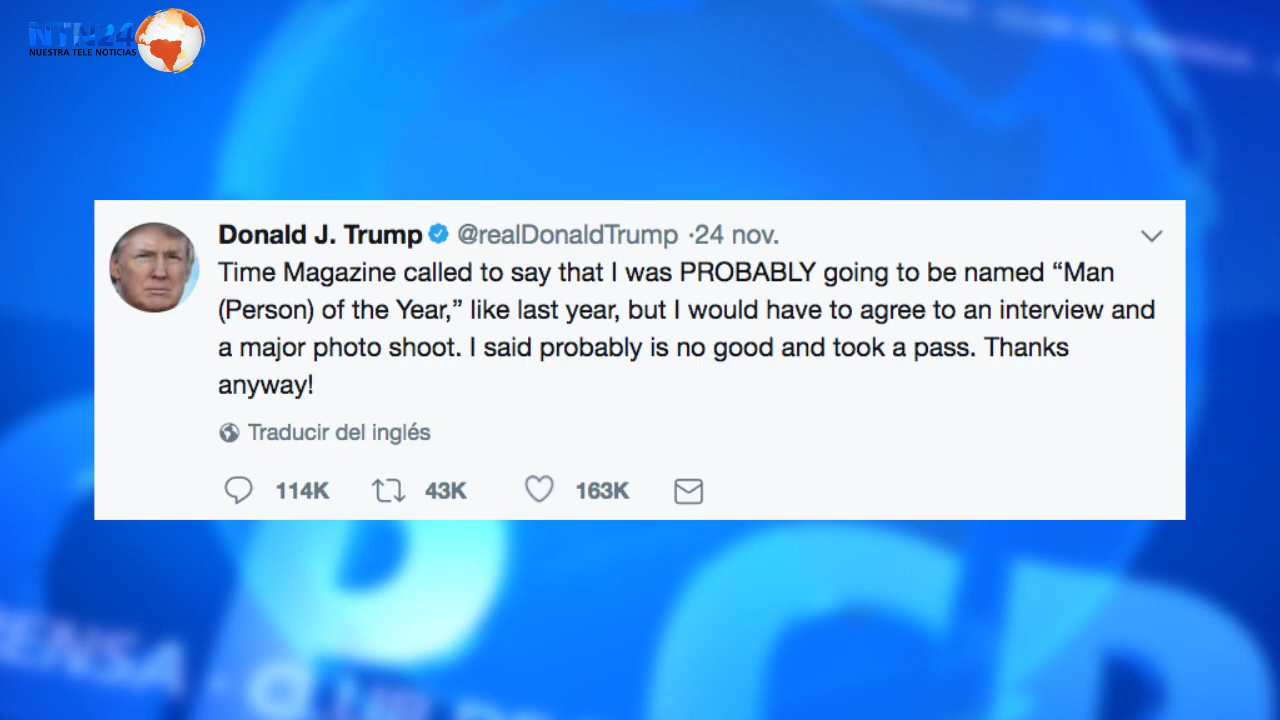 NTN24
NUESTRA TELE NOTICIAS
Donald J. Trump @realDonaldTrump ·24 nov.
Time Magazine called to say that I was PROBABLY going to be named “Man
(Person) of the Year,” like last year, but I would have to agree to an interview and
a major photo shoot. I said probably is no good and took a pass. Thanks
anyway!
Traducir del inglés
114K 43K 163K